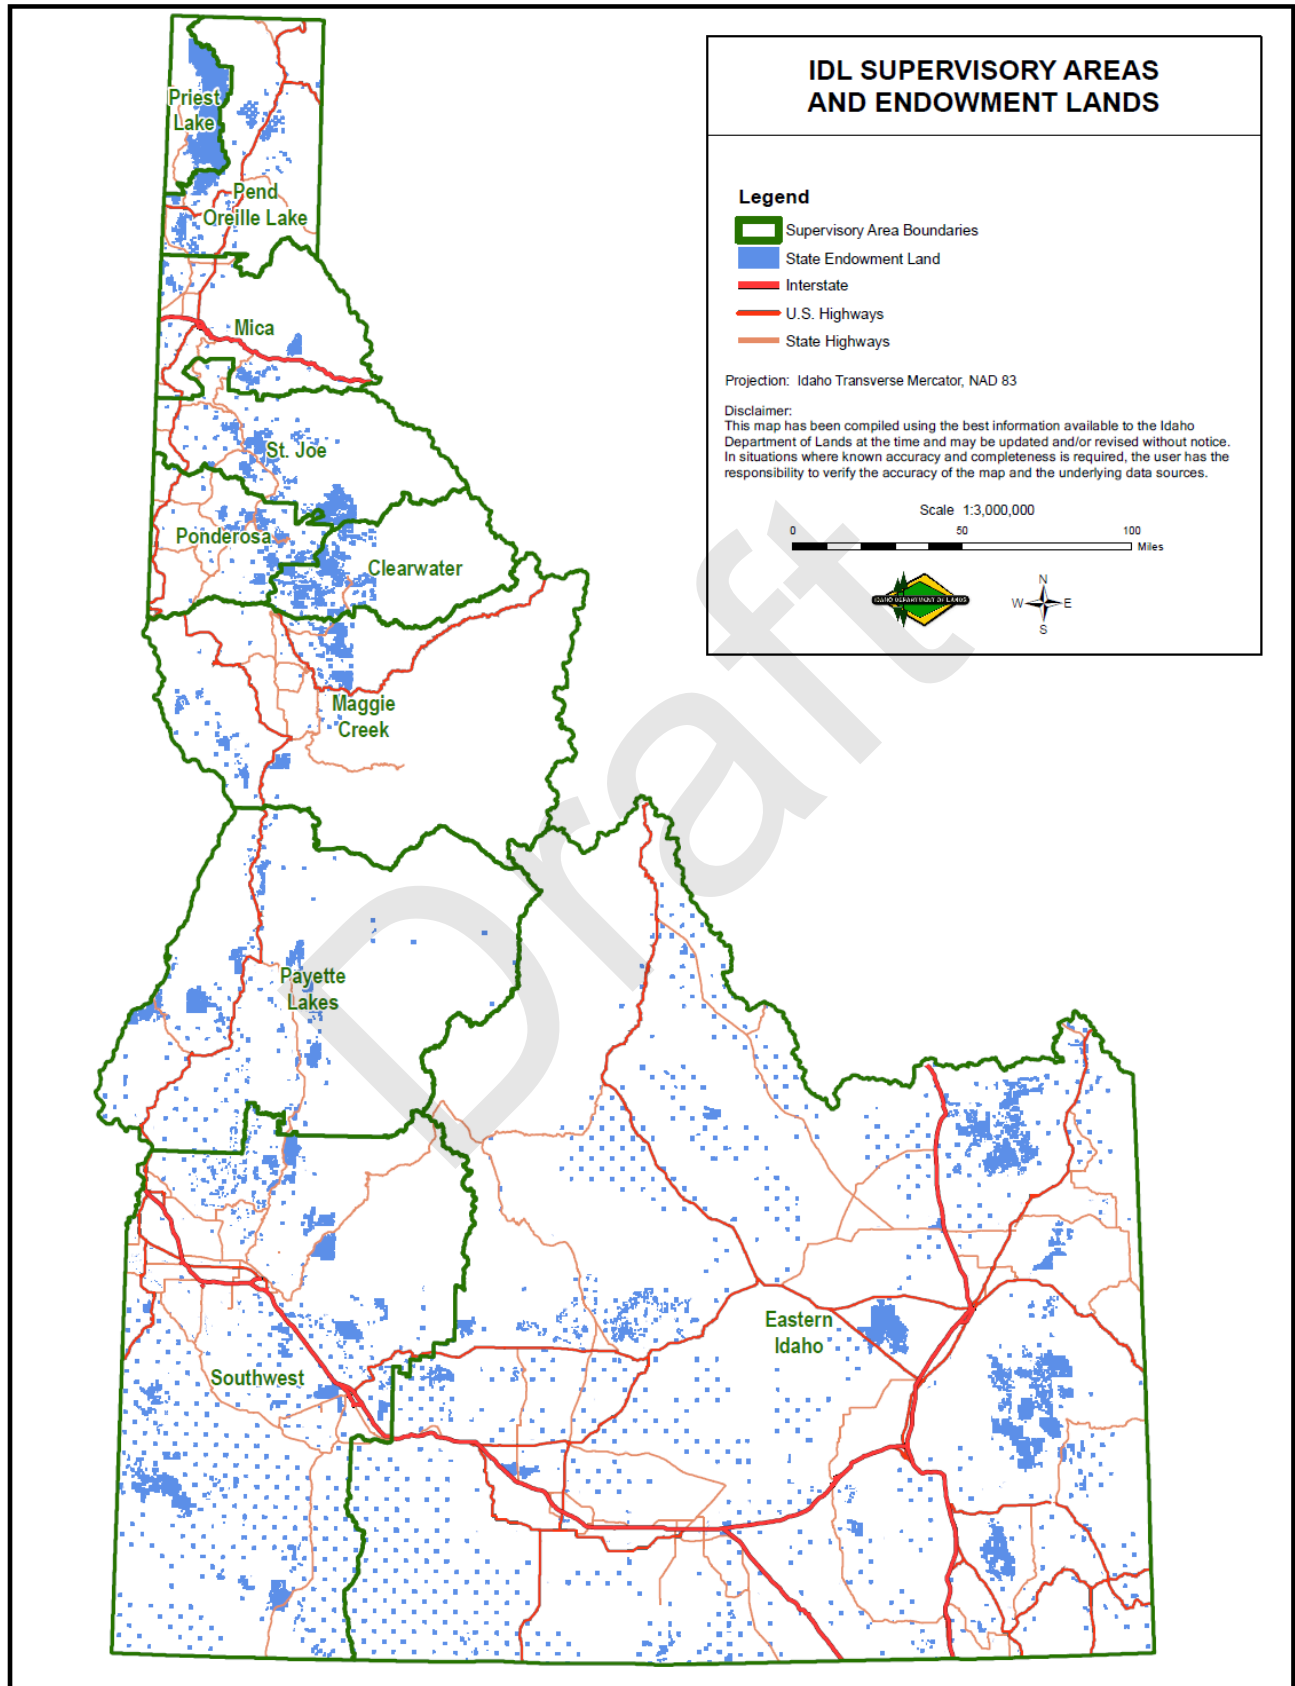 IDL SUPERVISORY AREAS
AND ENDOWMENT LANDS
Legend
Supervisory Area Boundaries
State Endowment Land
Interstate
U.S. Highways
State Highways
Projection: Idaho Transverse Mercator, NAD 83
Disclaimer:
This map has been compiled using the best information available to the Idaho
Department of Lands at the time and may be updated and/or revised without notice.
In situations where known accuracy and completeness is required, the user has the
responsibility to verify the accuracy of the map and the underlying data sources.
Scale 1:3,000,000
0 50 100
Miles
IDAHO DEPARTMENT OF LANDS
N
W E
S
Priest
Lake
Pend
Oreille Lake
Mica
St. Joe
Ponderosa
Clearwater
Maggie
Creek
Payette
Lakes
Eastern
Idaho
Southwest
Draft